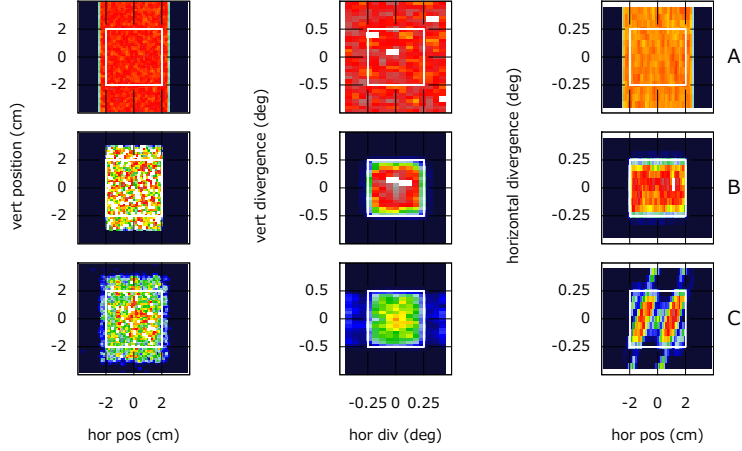 2 0.5 0.25
0 0 0 A
-2 -0.5 -0.25
2 0.5 0.25
0 0 0 B
-2 -0.5 -0.25
2 0.5 0.25
0 0 0 C
-2 -0.5 -0.25
vert position (cm)
vert divergence (deg)
horizontal divergence (deg)
-2 0 2 -0.25 0 0.25 -2 0 2
hor pos (cm) hor div (deg) hor pos (cm)